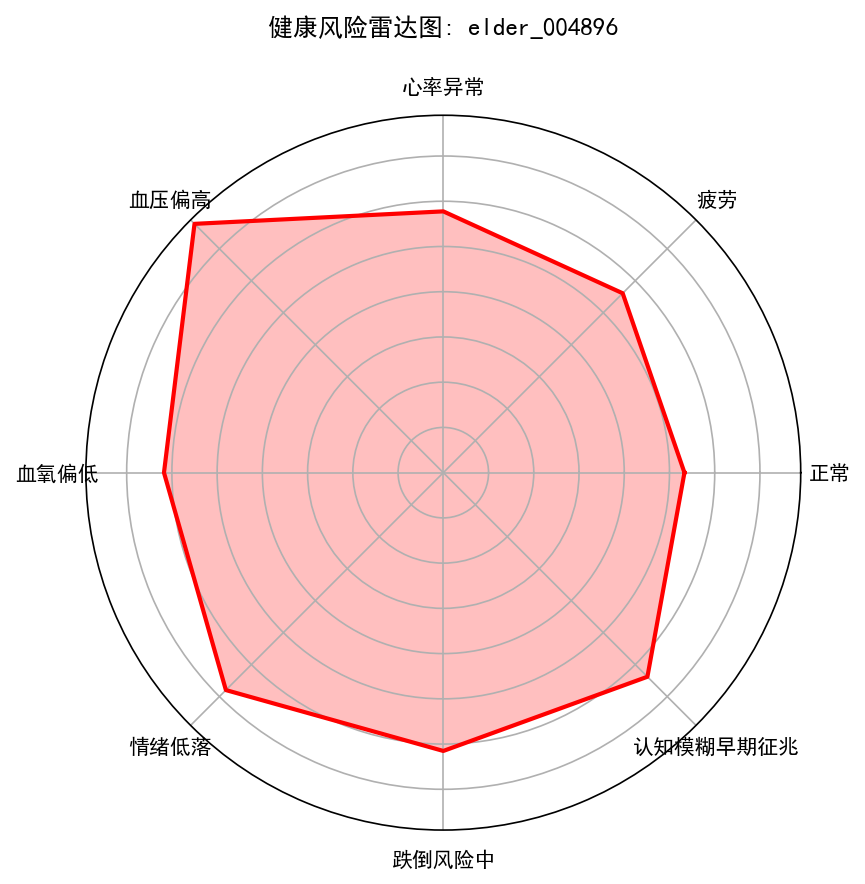 健康风险雷达图: elder_004896
心率异常
血压偏高
疲劳
血氧偏低
正常
情绪低落
认知模糊早期征兆
跌倒风险中